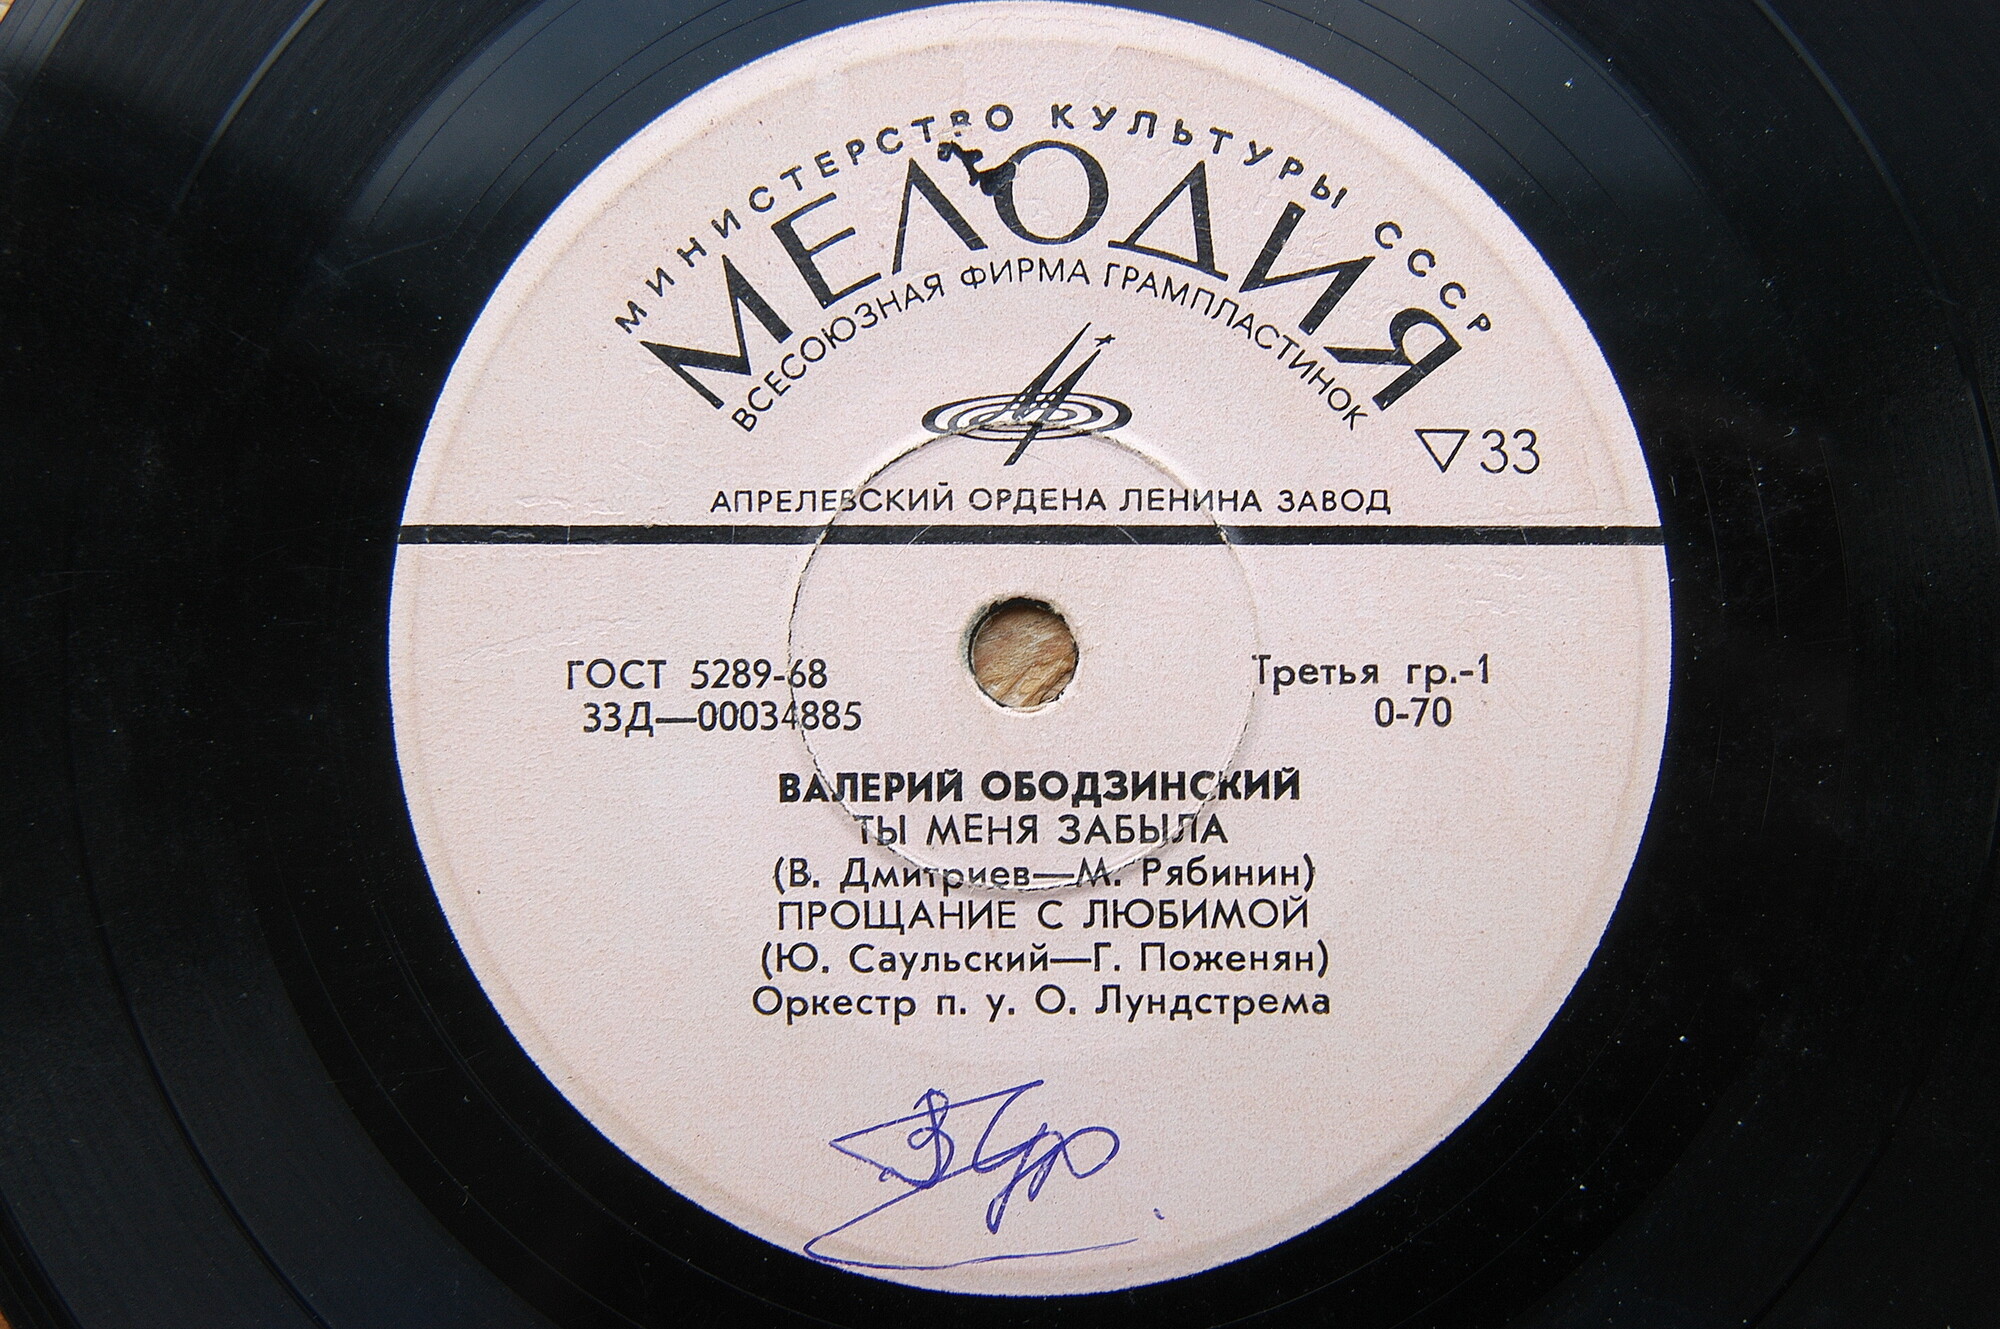 МИНИСТЕРСТВО КУЛЬТУРЫ СССР
МЕЛОДИЯ
ВСЕСОЮЗНАЯ ФИРМА ГРАМПЛАСТИНОК
▽33
АПРЕЛЕВСКИЙ ОРДЕНА ЛЕНИНА ЗАВОД
ГОСТ 5289-68
Третья гр.-1
33Д—00034885
0-70
ВАЛЕРИЙ ОБОДЗИНСКИЙ
ТЫ МЕНЯ ЗАБЫЛА
(В. Дмитриев—М. Рябинин)
ПРОЩАНИЕ С ЛЮБИМОЙ
(Ю. Саульский—Г. Поженян)
Оркестр п. у. О. Лундстрема